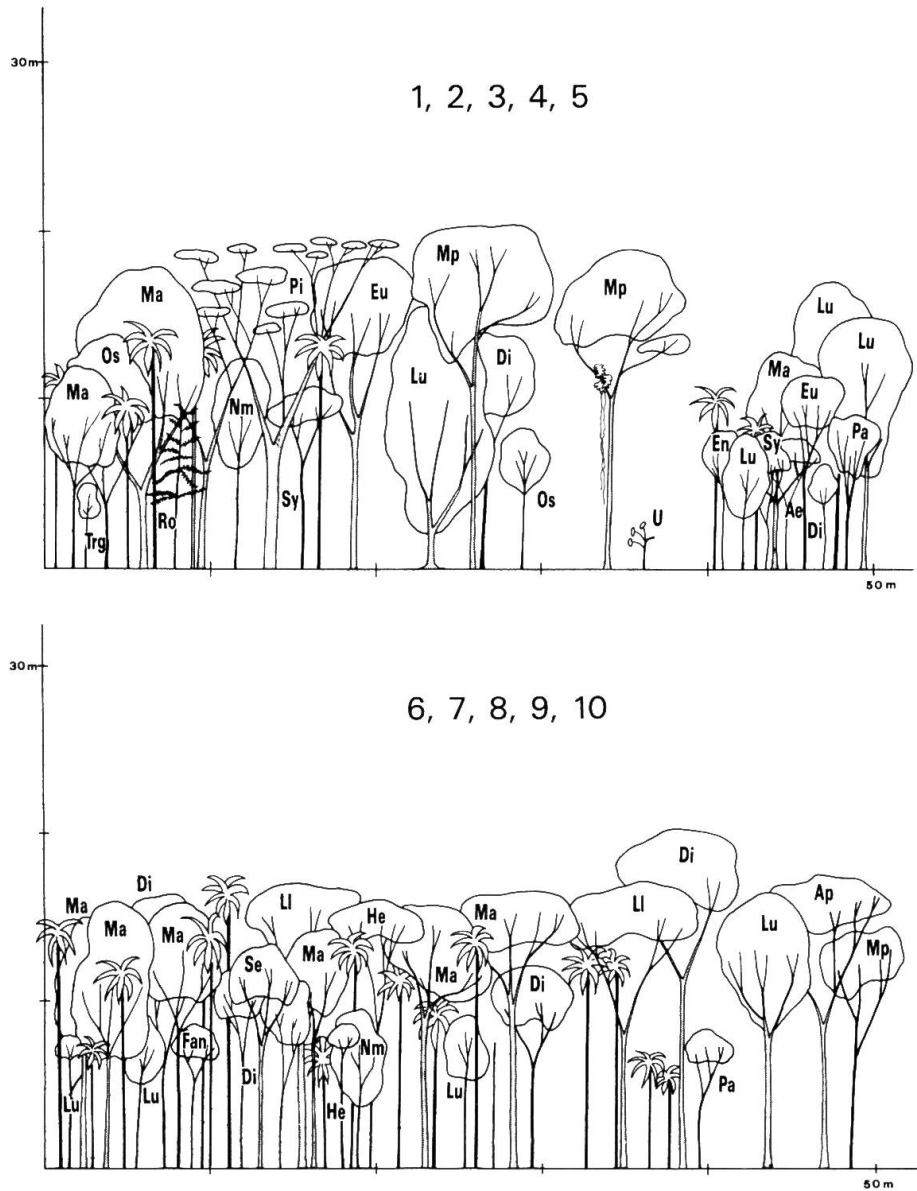 30m
1, 2, 3, 4, 5
Mp
Ma
Pi
Eu
Mp
Lu
Os
Di
Lu
Ma
Lu
Ma
Eu
Nm
Pa
En
Sy
Lu
Os
Sy
Ae
Ro
U
Di
Trg
50m
30m
6, 7, 8, 9, 10
Di
Di
Ma
Ll
Ap
He
Ma
Ll
Ma
Ma
Lu
Mp
Se
Ma
Ma
Di
Fan
Nm
Di
Lu
Pa
Lu
Lu
He
50m